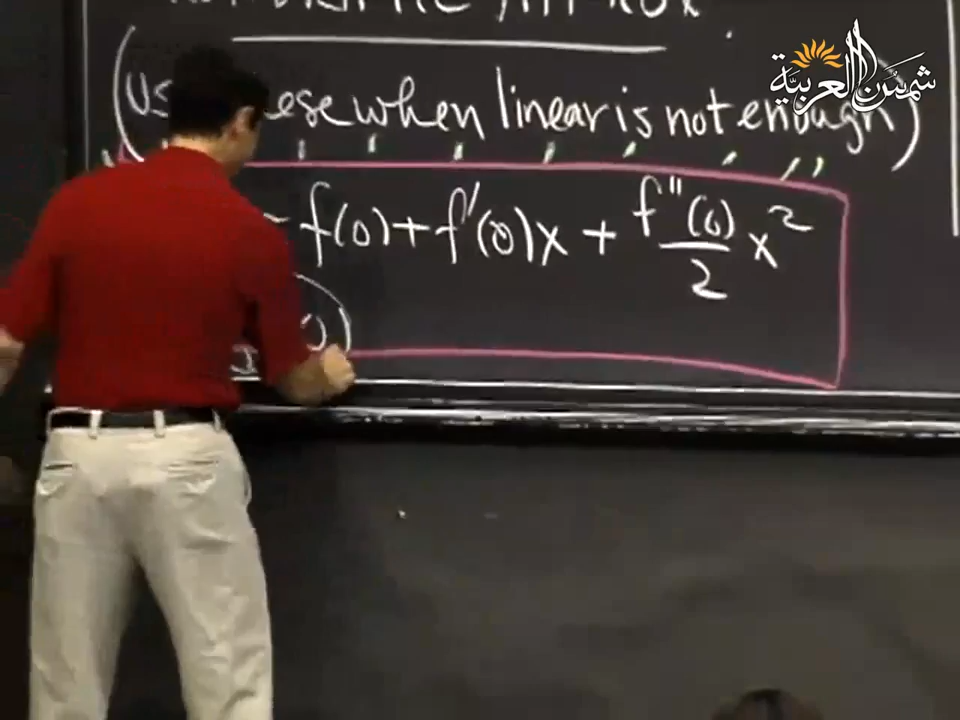 شمس العربية
(Use these when linear is not enough)
f(0) + f'(0)x + f''(0)/2 x²